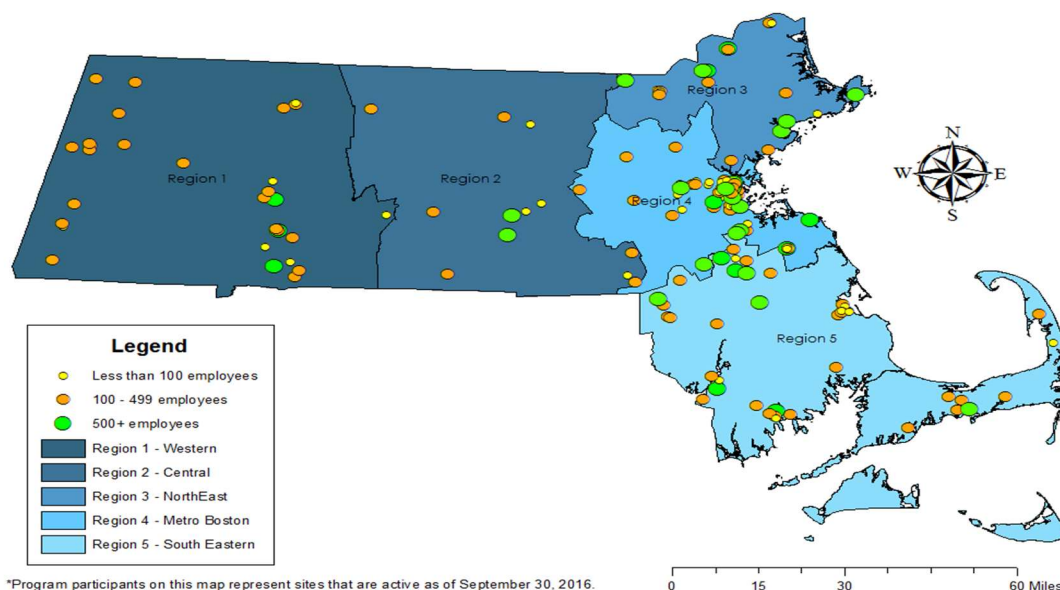 Region 3
Region 1
Region 2
Region 4
Region 5
N
W
E
S
Legend
Less than 100 employees
100 - 499 employees
500+ employees
Region 1 - Western
Region 2 - Central
Region 3 - NorthEast
Region 4 - Metro Boston
Region 5 - South Eastern
*Program participants on this map represent sites that are active as of September 30, 2016.
0 15 30 60 Miles